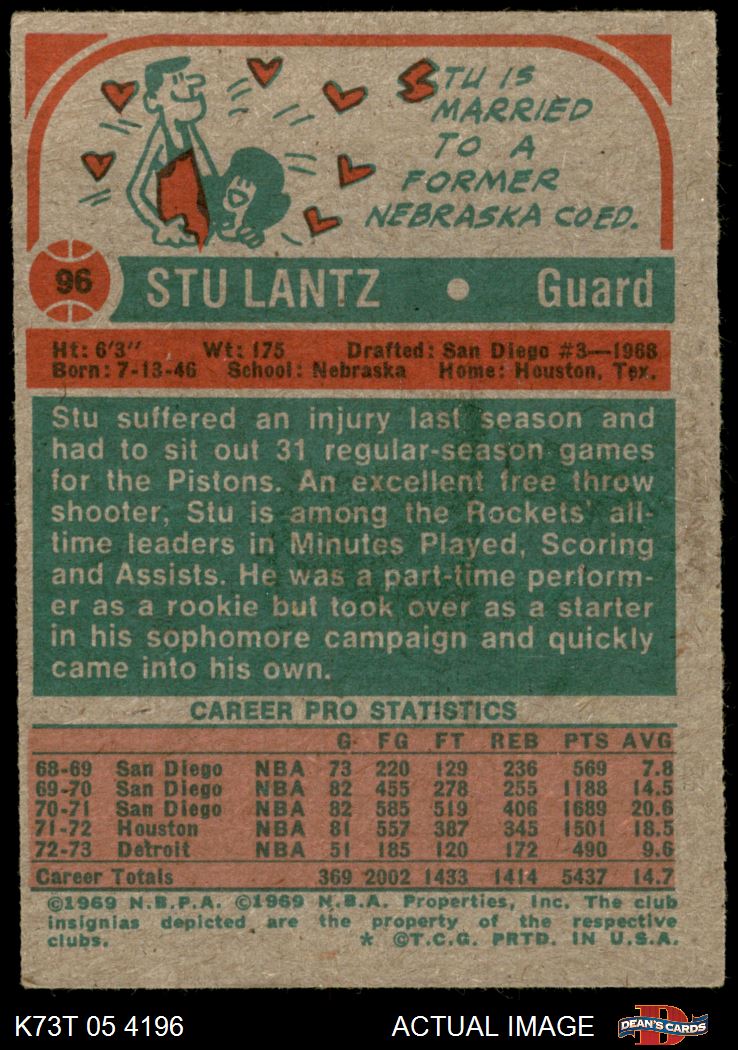 STU IS
MARRIED
TO A
FORMER
NEBRASKA COED.
96 STU LANTZ • Guard
Ht: 6'3" Wt: 175 Drafted: San Diego #3—1968
Born: 7-13-46 School: Nebraska Home: Houston, Tex.
Stu suffered an injury last season and
had to sit out 31 regular-season games
for the Pistons. An excellent free throw
shooter, Stu is among the Rockets' all-
time leaders in Minutes Played, Scoring
and Assists. He was a part-time perform-
er as a rookie but took over as a starter
in his sophomore campaign and quickly
came into his own.
CAREER PRO STATISTICS
G FG FT REB PTS AVG
68-69 San Diego NBA 73 220 129 236 569 7.8
69-70 San Diego NBA 82 455 278 255 1188 14.5
70-71 San Diego NBA 82 585 519 406 1689 20.6
71-72 Houston NBA 81 557 387 345 1501 18.5
72-73 Detroit NBA 51 185 120 172 490 9.6
Career Totals 369 2002 1433 1414 5437 14.7
©1969 N.B.P.A. ©1969 N.B.A. Properties, Inc. The club
insignias depicted are the property of the respective
clubs. * ©T.C.G. PRTD. IN U.S.A.
K73T 05 4196 ACTUAL IMAGE D DEAN'S CARDS